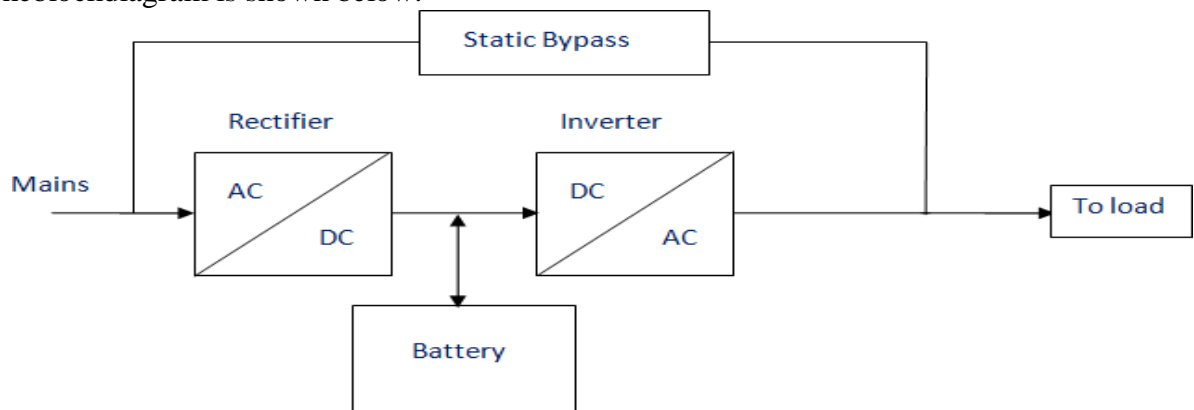 Static Bypass
Rectifier
Inverter
Mains
AC
DC
DC
AC
To load
Battery